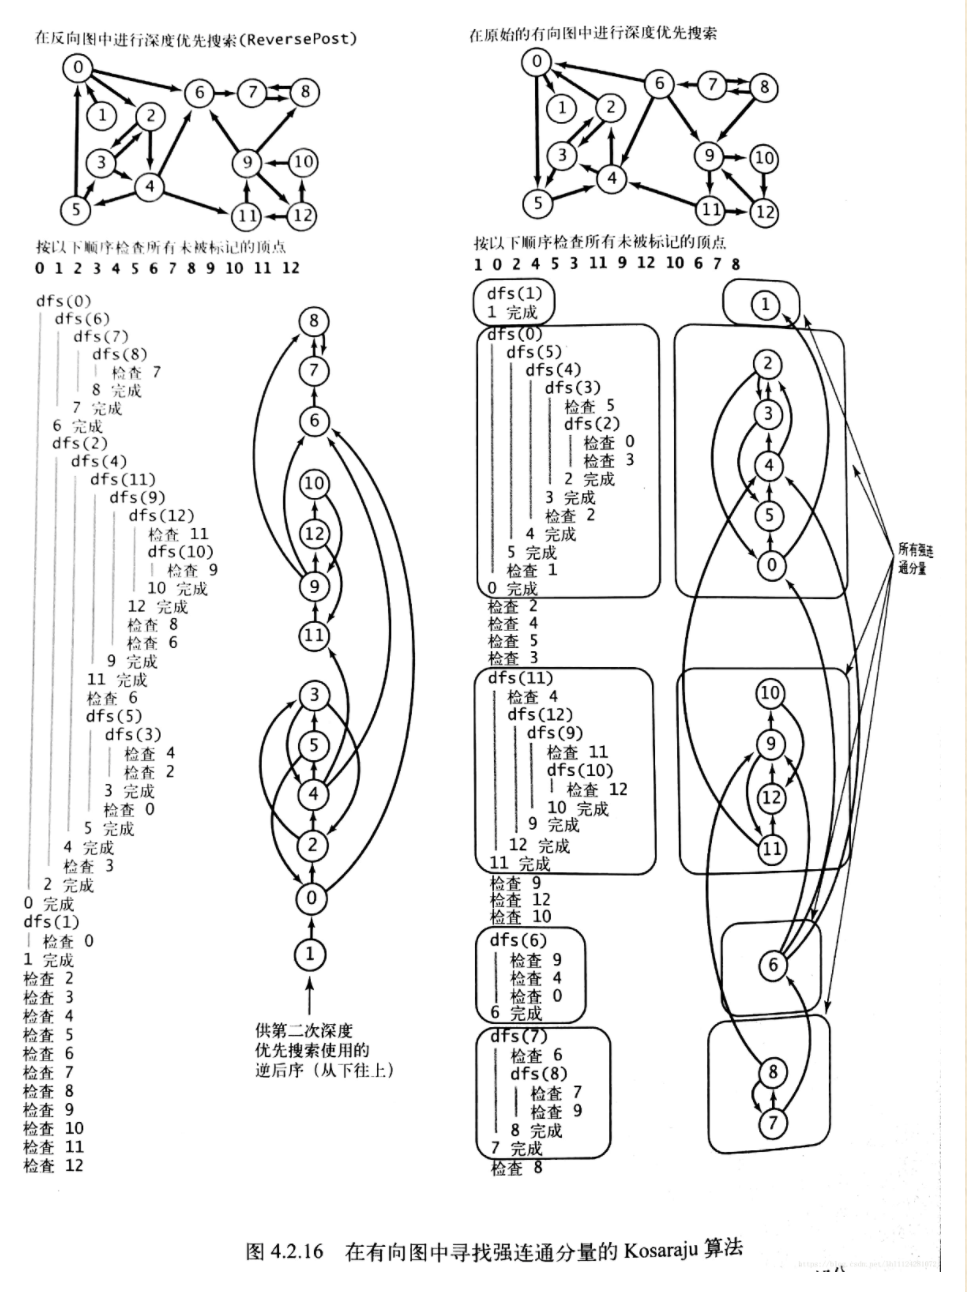 在反向图中进行深度优先搜索(ReversePost)
0
6
7
8
1
2
3
9
10
4
5
11
12
按以下顺序检查所有未被标记的顶点
0 1 2 3 4 5 6 7 8 9 10 11 12
dfs(0)
dfs(6)
dfs(7)
dfs(8)
检查 7
8 完成
7 完成
6 完成
dfs(2)
dfs(4)
dfs(11)
dfs(9)
dfs(12)
检查 11
dfs(10)
检查 9
10 完成
12 完成
检查 8
检查 6
9 完成
11 完成
检查 6
dfs(5)
dfs(3)
检查 4
检查 2
3 完成
检查 0
5 完成
4 完成
检查 3
2 完成
0 完成
dfs(1)
检查 0
1 完成
检查 2
检查 3
检查 4
检查 5
检查 6
检查 7
检查 8
检查 9
检查 10
检查 11
检查 12
8
7
6
10
12
9
11
3
5
4
2
0
1
供第二次深度
优先搜索使用的
逆后序（从下往上）
在原始的有向图中进行深度优先搜索
0
6
7
8
1
2
3
9
10
4
5
11
12
按以下顺序检查所有未被标记的顶点
1 0 2 4 5 3 11 9 12 10 6 7 8
dfs(1)
1 完成
dfs(0)
dfs(5)
dfs(4)
dfs(3)
检查 5
dfs(2)
检查 0
检查 3
2 完成
3 完成
检查 2
4 完成
5 完成
检查 1
0 完成
检查 2
检查 4
检查 5
检查 3
dfs(11)
检查 4
dfs(12)
dfs(9)
检查 11
dfs(10)
检查 12
10 完成
9 完成
12 完成
11 完成
检查 9
检查 12
检查 10
dfs(6)
检查 9
检查 4
检查 0
6 完成
dfs(7)
检查 6
dfs(8)
检查 7
检查 9
8 完成
7 完成
检查 8
1
2
3
4
5
0
10
9
12
11
6
8
7
所有强连
通分量
图 4.2.16 在有向图中寻找强连通分量的 Kosaraju 算法